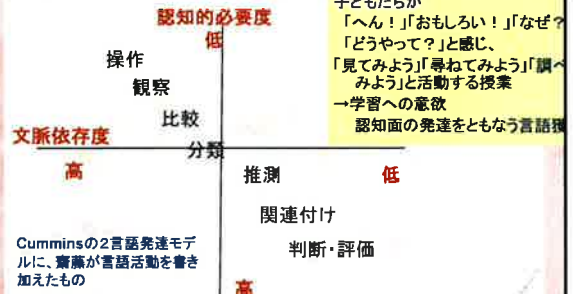 認知的必要度
低
子どもたちが
「へん！」「おもしろい！」「なぜ？
「どうやって？」と感じ、
「見てみよう」「尋ねてみよう」「調べ
みよう」と活動する授業
→学習への意欲
認知面の発達をともなう言語獲
操作
観察
比較
文脈依存度
分類
高
推測
低
関連付け
判断・評価
Cumminsの2言語発達モデ
ルに、齋藤が言語活動を書き
加えたもの
高